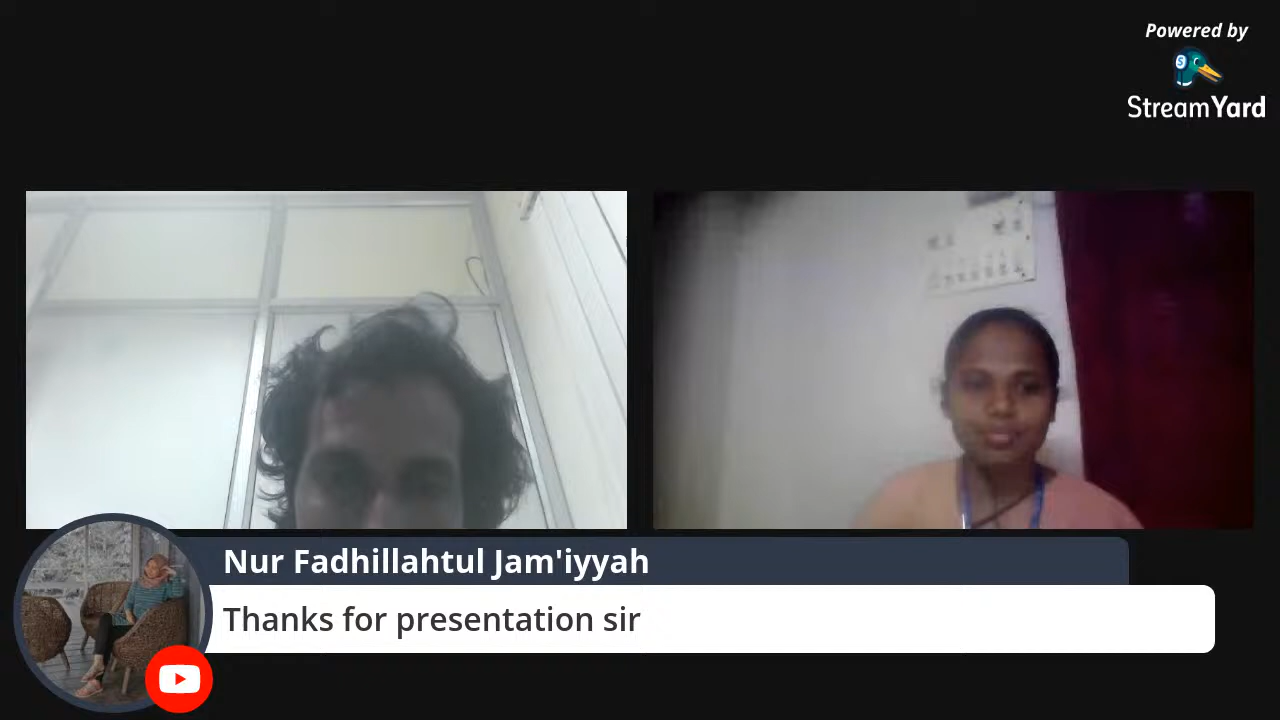 Powered by
StreamYard
Nur Fadhillahtul Jam'iyyah
Thanks for presentation sir